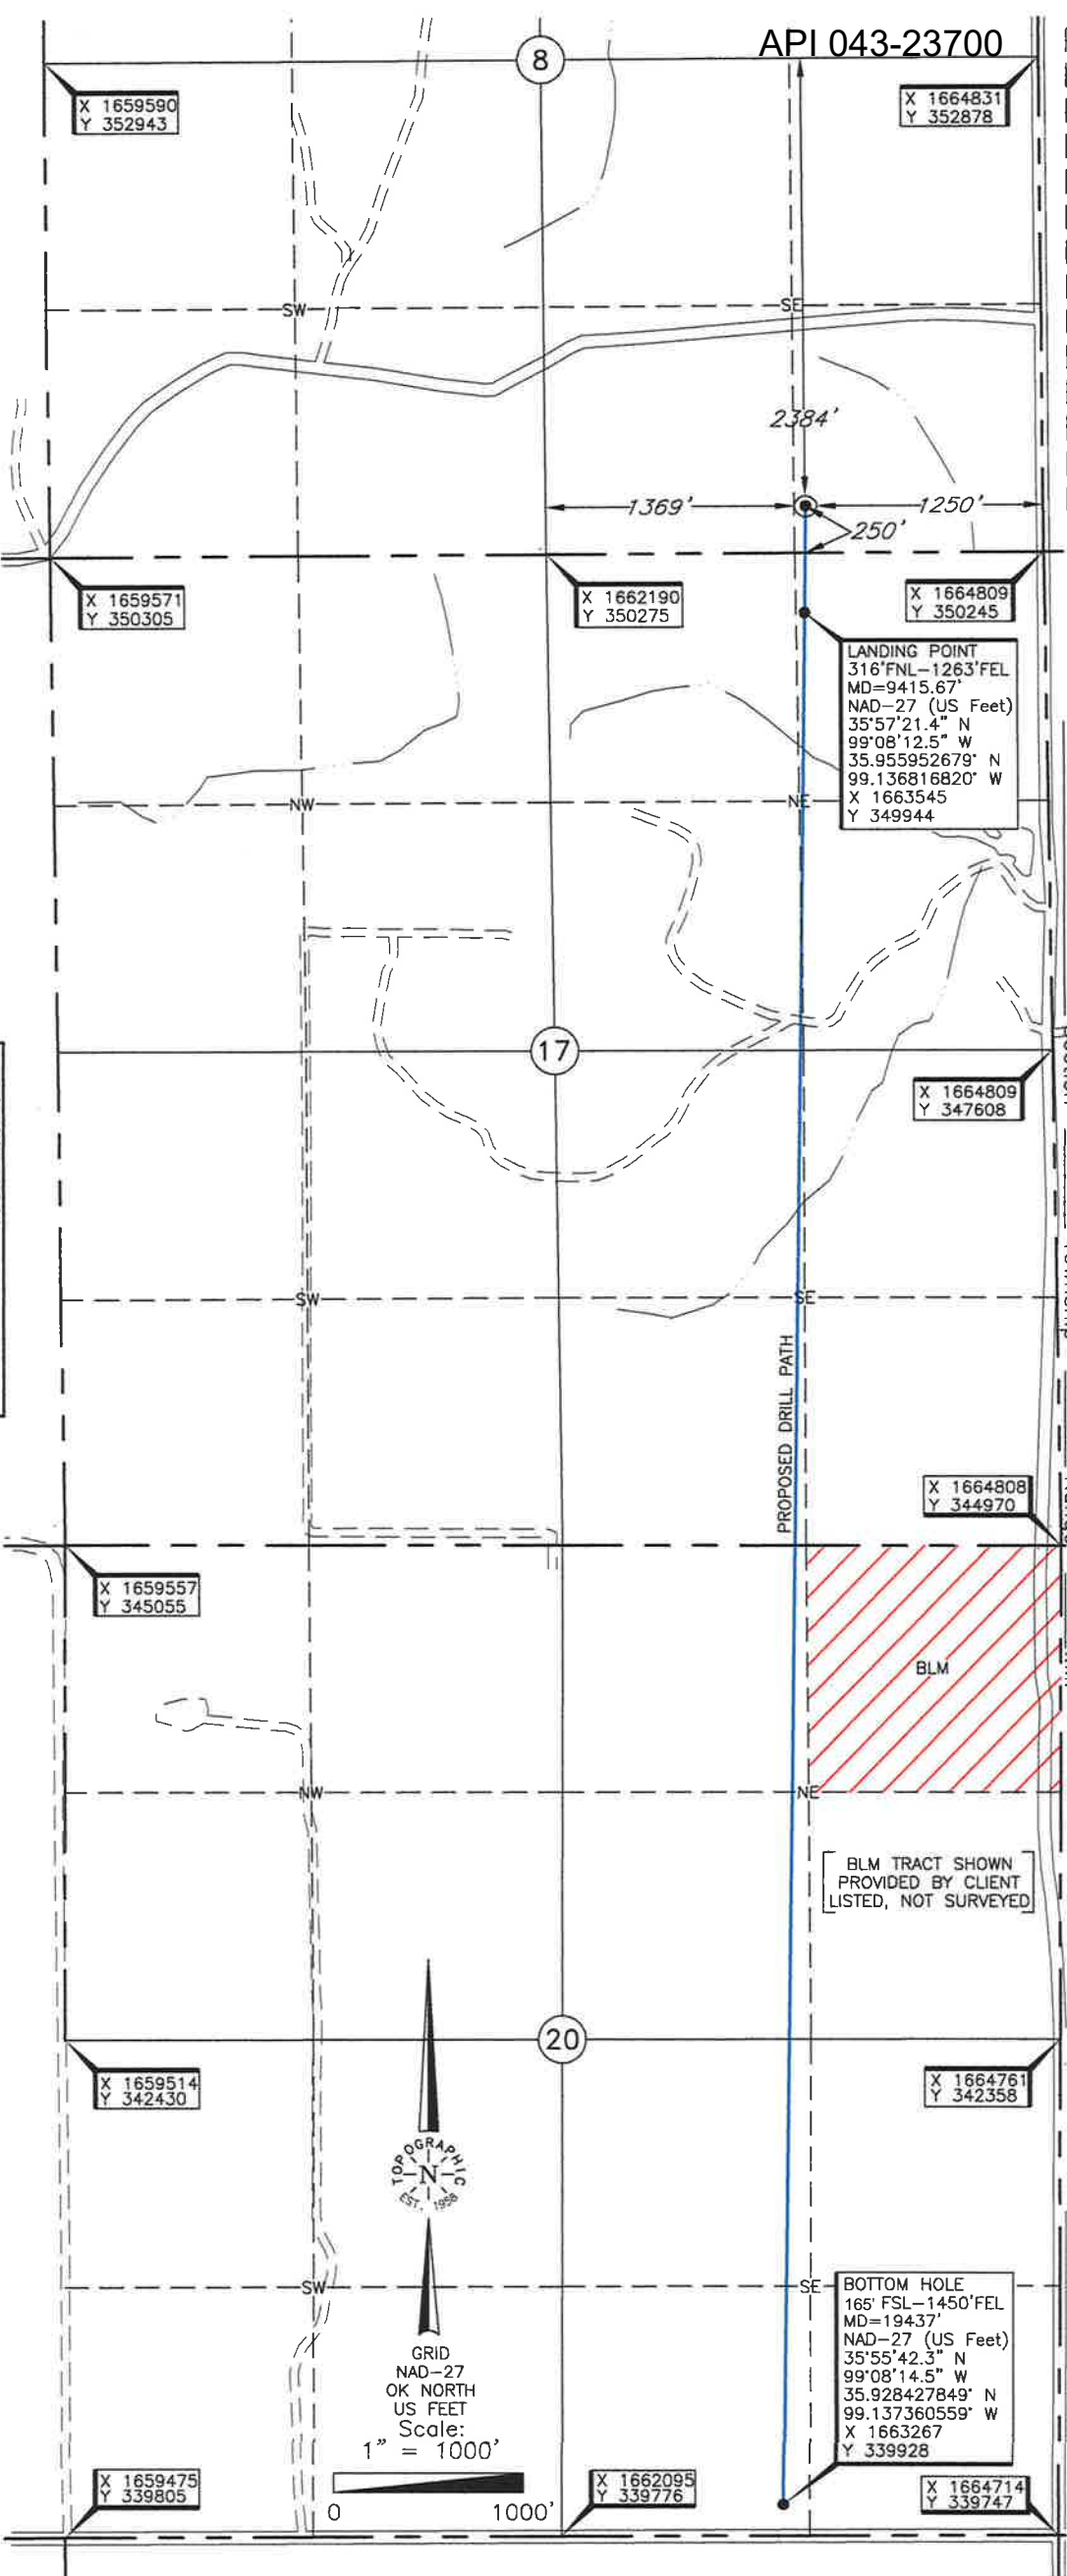 API 043-23700
8
X 1659590
Y 352943
X 1664831
Y 352878
SW
SE
2384'
1369'
1250'
250'
X 1659571
Y 350305
X 1662190
Y 350275
X 1664809
Y 350245
LANDING POINT
316'FNL-1263'FEL
MD=9415.67'
NAD-27 (US Feet)
35°57'21.4" N
99°08'12.5" W
35.955952679° N
99.136816820° W
X 1663545
Y 349944
NW
NE
17
X 1664809
Y 347608
SW
SE
PROPOSED DRILL PATH
X 1664808
Y 344970
X 1659557
Y 345055
BLM
NW
NE
BLM TRACT SHOWN
PROVIDED BY CLIENT
LISTED, NOT SURVEYED
20
X 1659514
Y 342430
X 1664761
Y 342358
TOPOGRAPHIC
N
EST. 1958
SW
SE
BOTTOM HOLE
165' FSL-1450'FEL
MD=19437'
NAD-27 (US Feet)
35°55'42.3" N
99°08'14.5" W
35.928427849° N
99.137360559° W
X 1663267
Y 339928
GRID
NAD-27
OK NORTH
US FEET
Scale:
1" = 1000'
0 1000'
X 1659475
Y 339805
X 1662095
Y 339776
X 1664714
Y 339747